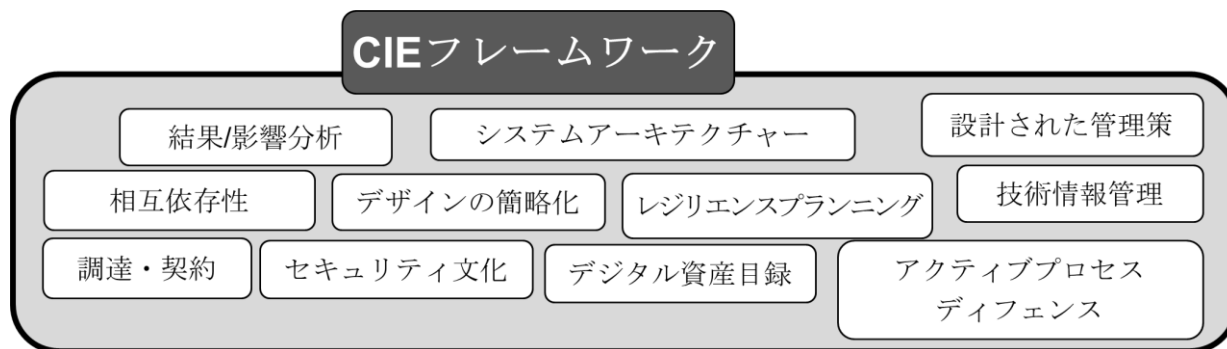 CIEフレームワーク
結果/影響分析
システムアーキテクチャー
設計された管理策
相互依存性
デザインの簡略化
レジリエンスプランニング
技術情報管理
調達・契約
セキュリティ文化
デジタル資産目録
アクティブプロセス
ディフェンス